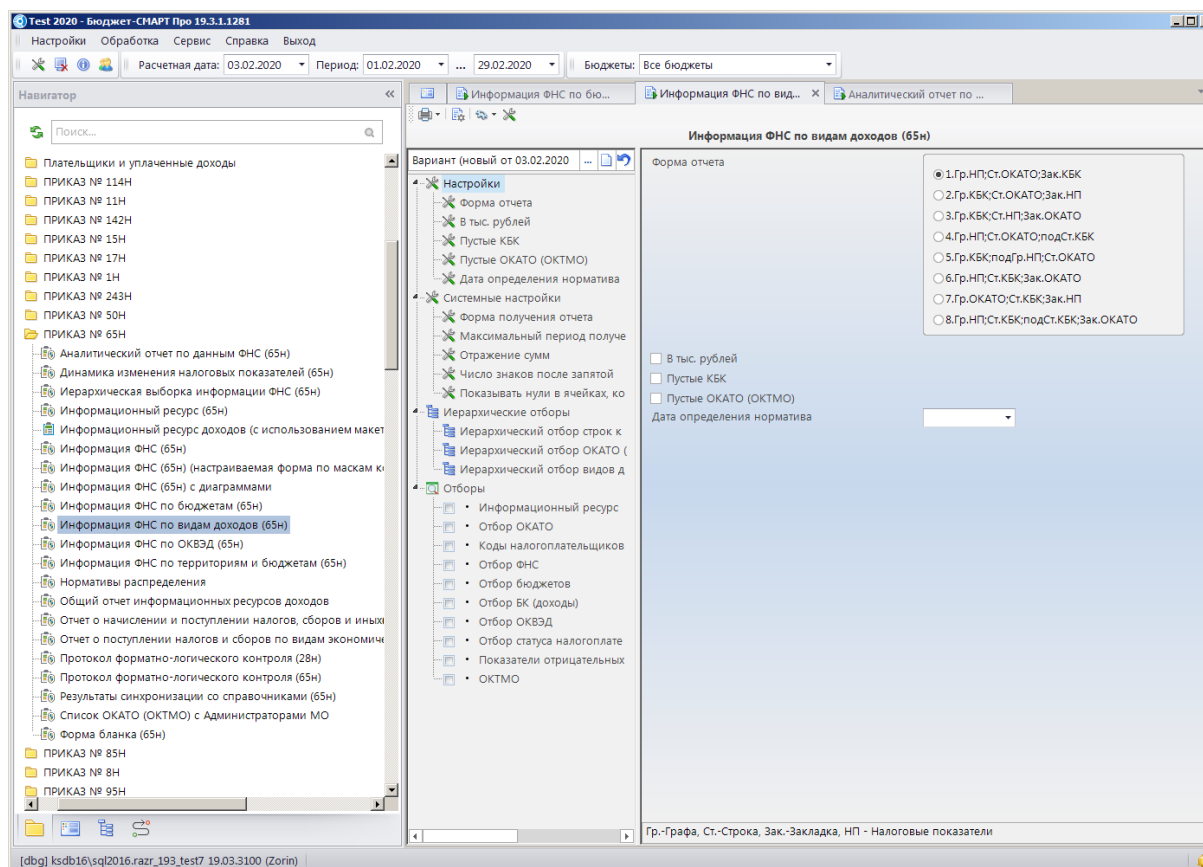 Test 2020 - Бюджет-СМАРТ Про 19.3.1.1281
Настройки Обработка Сервис Справка Выход
Расчетная дата: 03.02.2020 Период: 01.02.2020 ... 29.02.2020 Бюджеты: Все бюджеты
Навигатор
Поиск...
Плательщики и уплаченные доходы
ПРИКАЗ № 114Н
ПРИКАЗ № 11Н
ПРИКАЗ № 142Н
ПРИКАЗ № 15Н
ПРИКАЗ № 17Н
ПРИКАЗ № 1Н
ПРИКАЗ № 243Н
ПРИКАЗ № 50Н
ПРИКАЗ № 65Н
Аналитический отчет по данным ФНС (65н)
Динамика изменения налоговых показателей (65н)
Иерархическая выборка информации ФНС (65н)
Информационный ресурс (65н)
Информационный ресурс доходов (с использованием макет
Информация ФНС (65н)
Информация ФНС (65н) (настраиваемая форма по маскам к
Информация ФНС (65н) с диаграммами
Информация ФНС по бюджетам (65н)
Информация ФНС по видам доходов (65н)
Информация ФНС по ОКВЭД (65н)
Информация ФНС по территориям и бюджетам (65н)
Нормативы распределения
Общий отчет информационных ресурсов доходов
Отчет о начислении и поступлении налогов, сборов и иных
Отчет о поступлении налогов и сборов по видам экономиче
Протокол форматно-логического контроля (28н)
Протокол форматно-логического контроля (65н)
Результаты синхронизации со справочниками (65н)
Список ОКАТО (ОКТМО) с Администраторами МО
Форма бланка (65н)
ПРИКАЗ № 85Н
ПРИКАЗ № 8Н
ПРИКАЗ № 95Н
Информация ФНС по бю...
Информация ФНС по вид...
Аналитический отчет по ...
Информация ФНС по видам доходов (65н)
Вариант (новый от 03.02.2020 ...
Настройки
Форма отчета
В тыс. рублей
Пустые КБК
Пустые ОКАТО (ОКТМО)
Дата определения норматива
Системные настройки
Форма получения отчета
Максимальный период получе
Отражение сумм
Число знаков после запятой
Показывать нули в ячейках, ко
Иерархические отборы
Иерархический отбор строк к
Иерархический отбор ОКАТО (
Иерархический отбор видов д
Отборы
• Информационный ресурс
• Отбор ОКАТО
• Коды налогоплательщиков
• Отбор ФНС
• Отбор бюджетов
• Отбор БК (доходы)
• Отбор ОКВЭД
• Отбор статуса налогоплате
• Показатели отрицательных
• ОКТМО
Форма отчета
1.Гр.НП;Ст.ОКАТО;Зак.КБК
2.Гр.КБК;Ст.ОКАТО;Зак.НП
3.Гр.КБК;Ст.НП;Зак.ОКАТО
4.Гр.НП;Ст.ОКАТО;подСт.КБК
5.Гр.КБК;подГр.НП;Ст.ОКАТО
6.Гр.НП;Ст.КБК;Зак.ОКАТО
7.Гр.ОКАТО;Ст.КБК;Зак.НП
8.Гр.НП;Ст.КБК;подСт.КБК;Зак.ОКАТО
В тыс. рублей
Пустые КБК
Пустые ОКАТО (ОКТМО)
Дата определения норматива
Гр.-Графа, Ст.-Строка, Зак.-Закладка, НП - Налоговые показатели
[dbg] ksdb16\sql2016.razr_193_test7 19.03.3100 (Zorin)